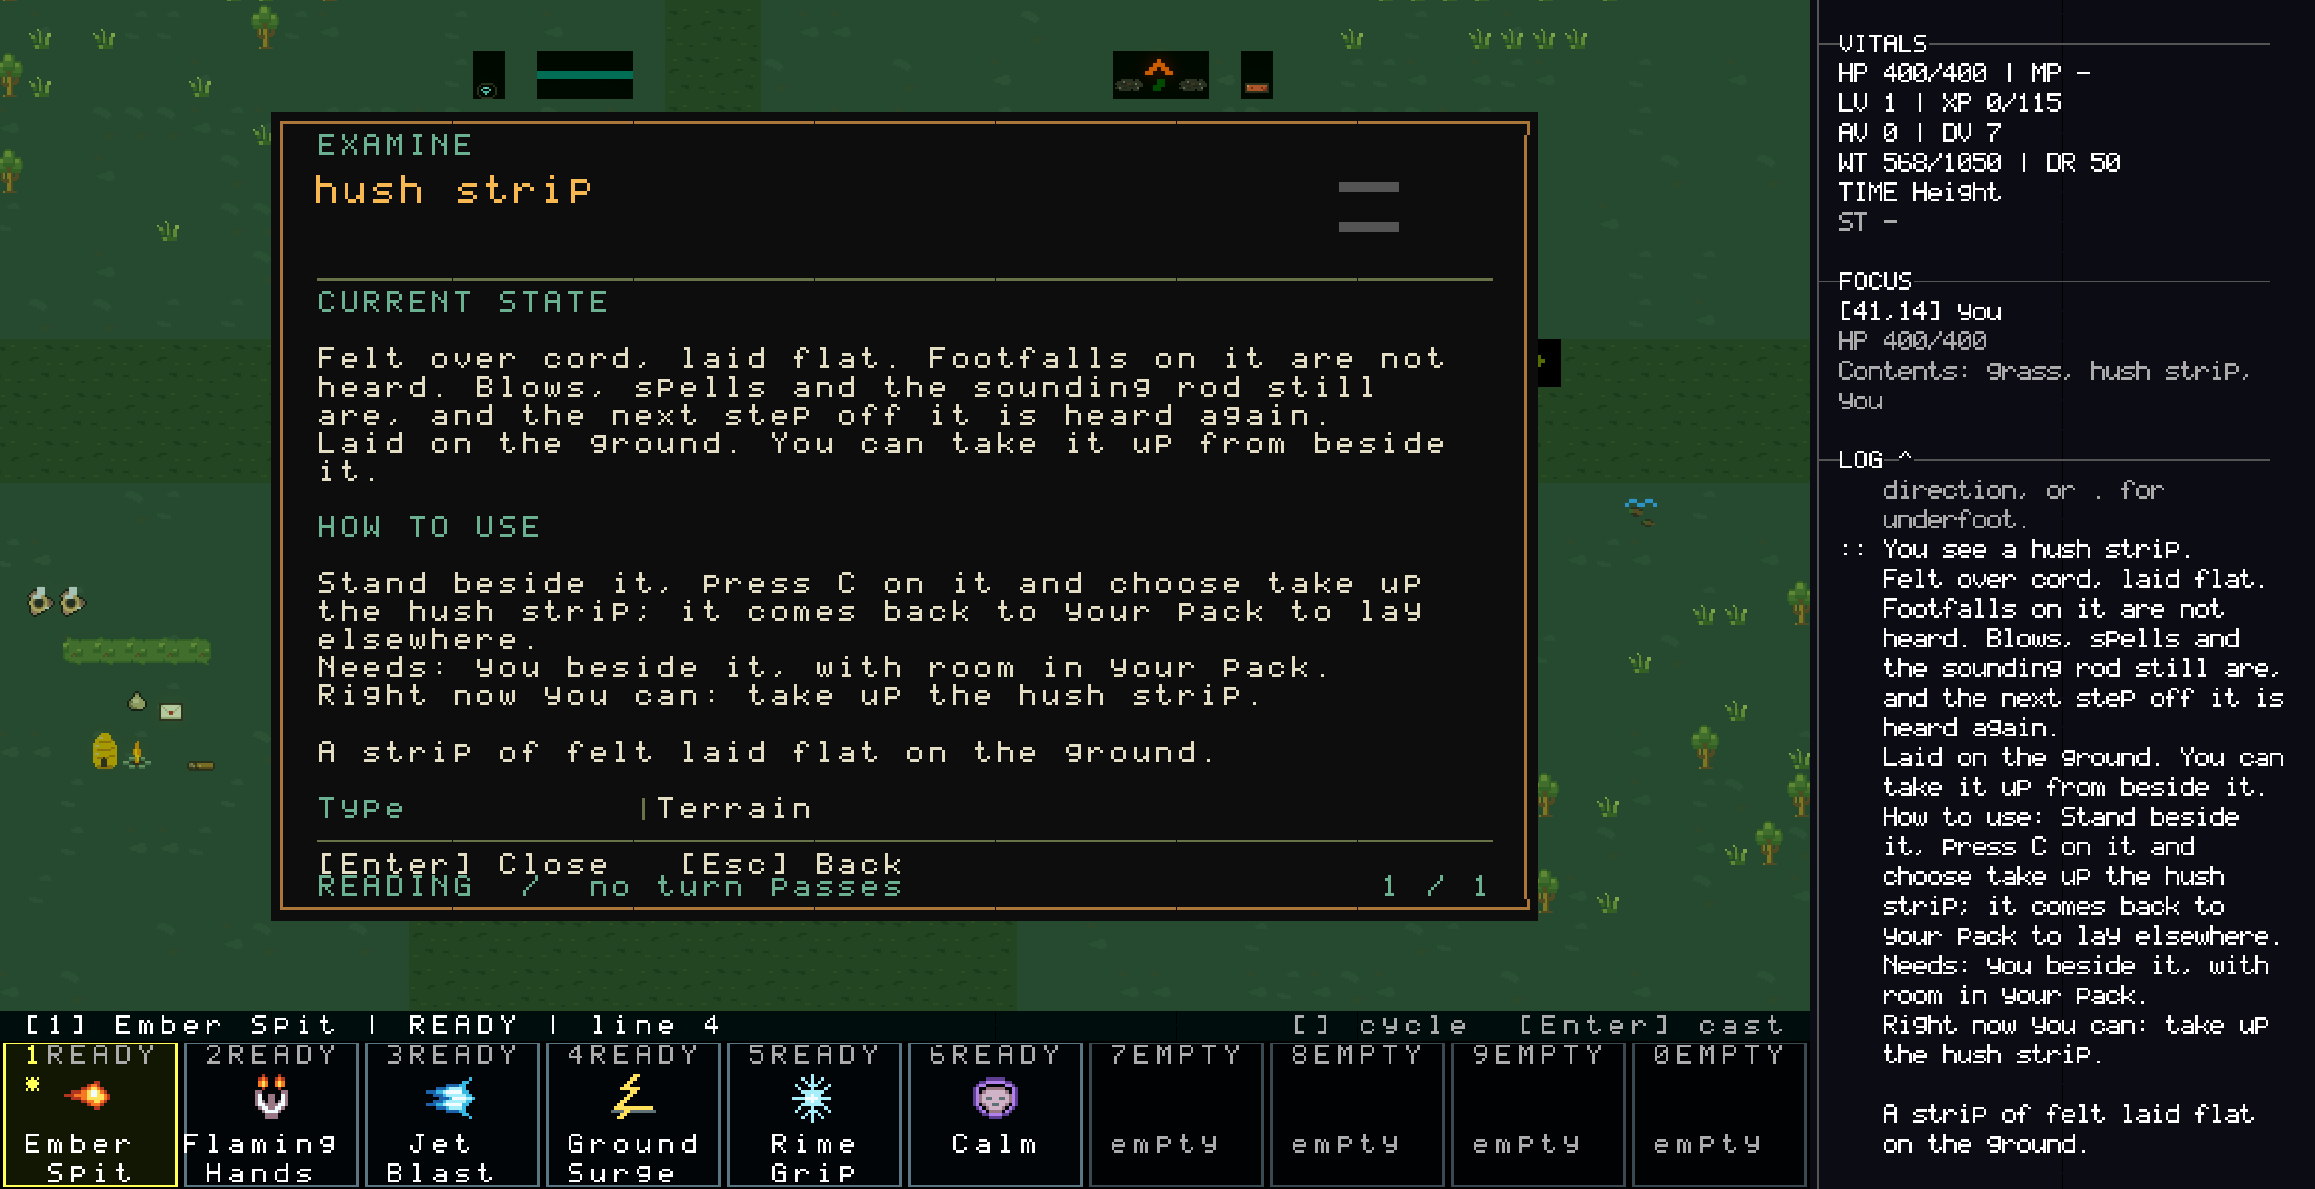 EXAMINE
hush strip
CURRENT STATE
Felt over cord, laid flat. Footfalls on it are not
heard. Blows, spells and the sounding rod still
are, and the next step off it is heard again.
Laid on the ground. You can take it up from beside
it.
HOW TO USE
Stand beside it, press C on it and choose take up
the hush strip; it comes back to your pack to lay
elsewhere.
Needs: you beside it, with room in your pack.
Right now you can: take up the hush strip.
A strip of felt laid flat on the ground.
Type | Terrain
[Enter] Close [Esc] Back
READING / no turn passes 1 / 1
[1] Ember Spit | READY | line 4 [] cycle [Enter] cast
1READY 2READY 3READY 4READY 5READY 6READY 7EMPTY 8EMPTY 9EMPTY 0EMPTY
Ember Flaming Jet Ground Rime Calm empty empty empty empty
Spit Hands Blast Surge Grip
VITALS
HP 400/400 | MP -
LV 1 | XP 0/115
AV 0 | DV 7
WT 568/1050 | DR 50
TIME Height
ST -
FOCUS
[41,14] you
HP 400/400
Contents: grass, hush strip,
you
LOG ^
direction, or . for
underfoot.
:: You see a hush strip.
Felt over cord, laid flat.
Footfalls on it are not
heard. Blows, spells and
the sounding rod still are,
and the next step off it is
heard again.
Laid on the ground. You can
take it up from beside it.
How to use: Stand beside
it, press C on it and
choose take up the hush
strip; it comes back to
your pack to lay elsewhere.
Needs: you beside it, with
room in your pack.
Right now you can: take up
the hush strip.
A strip of felt laid flat
on the ground.